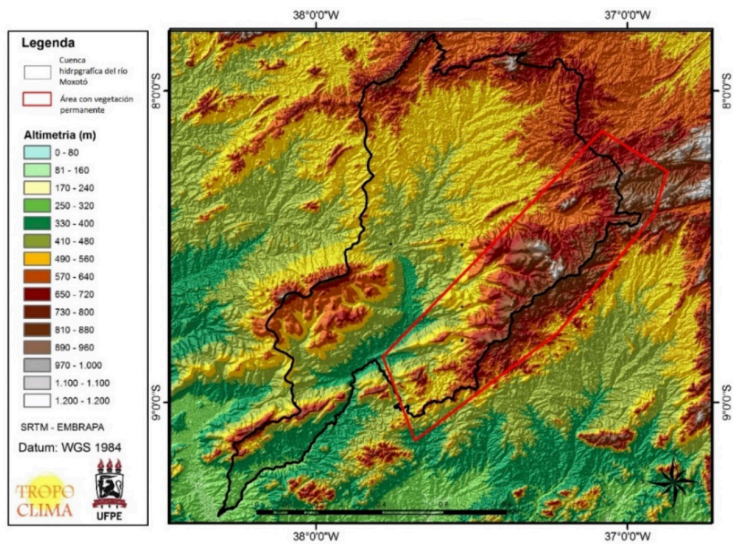 38°0'0"W
37°0'0"W
Legenda
Cuenca
hidrpgrafíca del río
Moxotó
Área con vegetación
permanente
Altimetria (m)
0 - 80
81 - 160
170 - 240
250 - 320
330 - 400
410 - 480
490 - 560
570 - 640
650 - 720
730 - 800
810 - 880
890 - 960
970 - 1.000
1.100 - 1.100
1.200 - 1.200
SRTM - EMBRAPA
Datum: WGS 1984
TROPO
CLIMA
UFPE
8°0'0"S
8°0'0"S
9°0'0"S
9°0'0"S
38°0'0"W
37°0'0"W